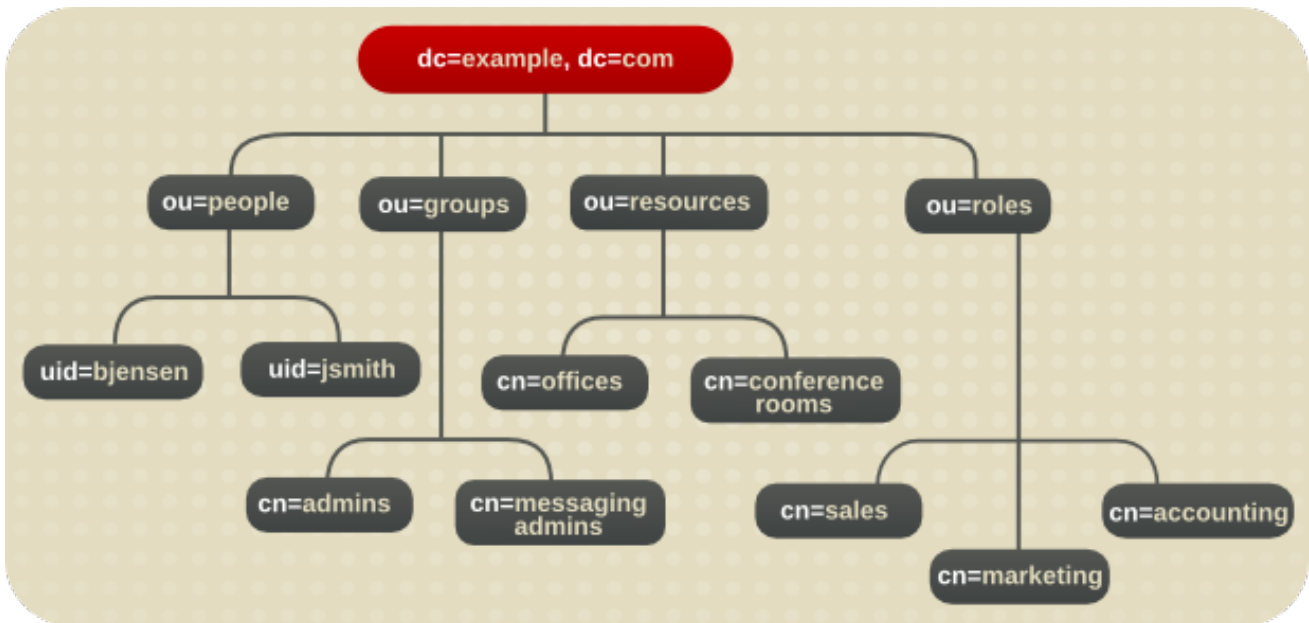 dc=example, dc=com
ou=people
ou=groups
ou=resources
ou=roles
uid=bjensen
uid=jsmith
cn=offices
cn=conference
rooms
cn=admins
cn=messaging
admins
cn=sales
cn=accounting
cn=marketing